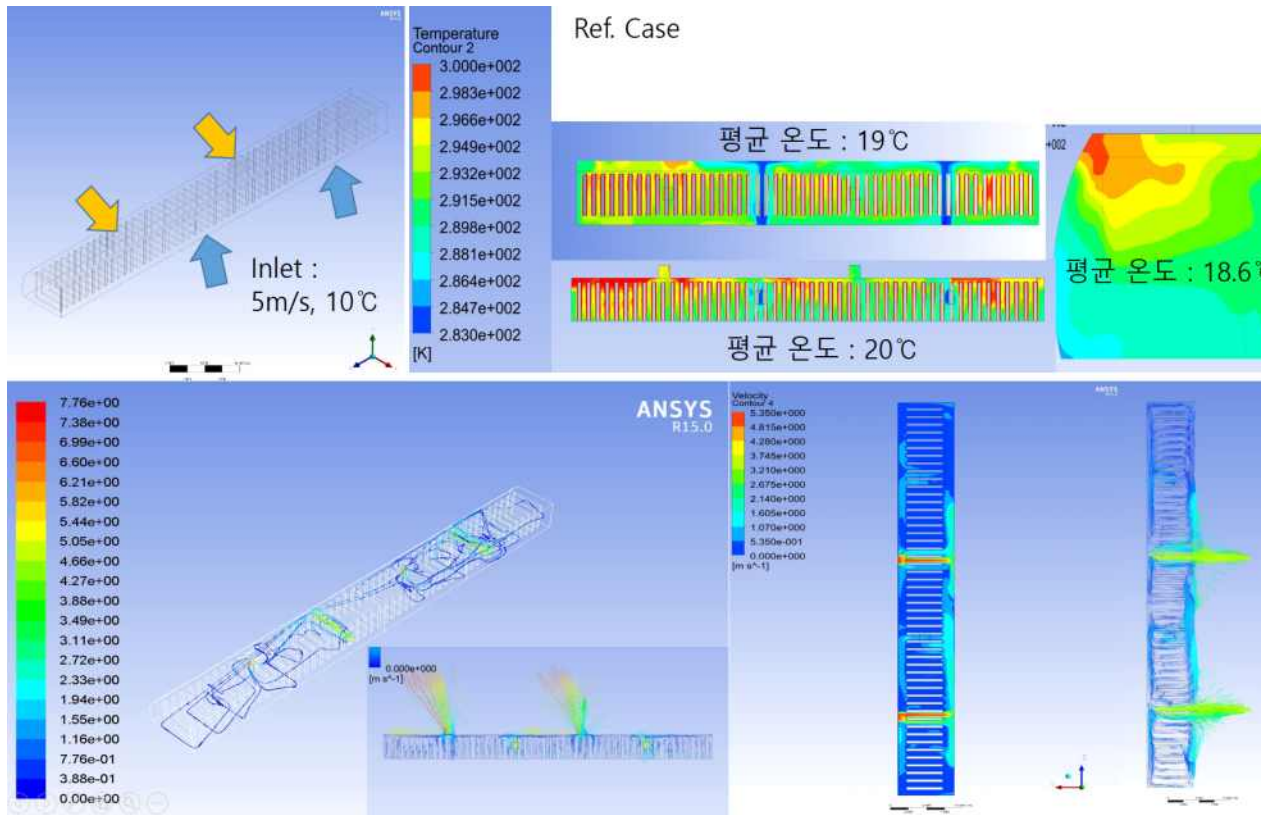 ANSYS
Inlet :
5m/s, 10℃
Temperature
Contour 2
3.000e+002
2.983e+002
2.966e+002
2.949e+002
2.932e+002
2.915e+002
2.898e+002
2.881e+002
2.864e+002
2.847e+002
2.830e+002
[K]
Ref. Case
평균 온도 : 19℃
평균 온도 : 20℃
+002
평균 온도 : 18.6℃
7.76e+00
7.38e+00
6.99e+00
6.60e+00
6.21e+00
5.82e+00
5.44e+00
5.05e+00
4.66e+00
4.27e+00
3.88e+00
3.49e+00
3.11e+00
2.72e+00
2.33e+00
1.94e+00
1.55e+00
1.16e+00
7.76e-01
3.88e-01
0.00e+00
ANSYS
R15.0
0.000e+000
[m s^-1]
Velocity
Contour 4
5.350e+000
4.815e+000
4.280e+000
3.745e+000
3.210e+000
2.675e+000
2.140e+000
1.605e+000
1.070e+000
5.350e-001
0.000e+000
[m s^-1]
ANSYS